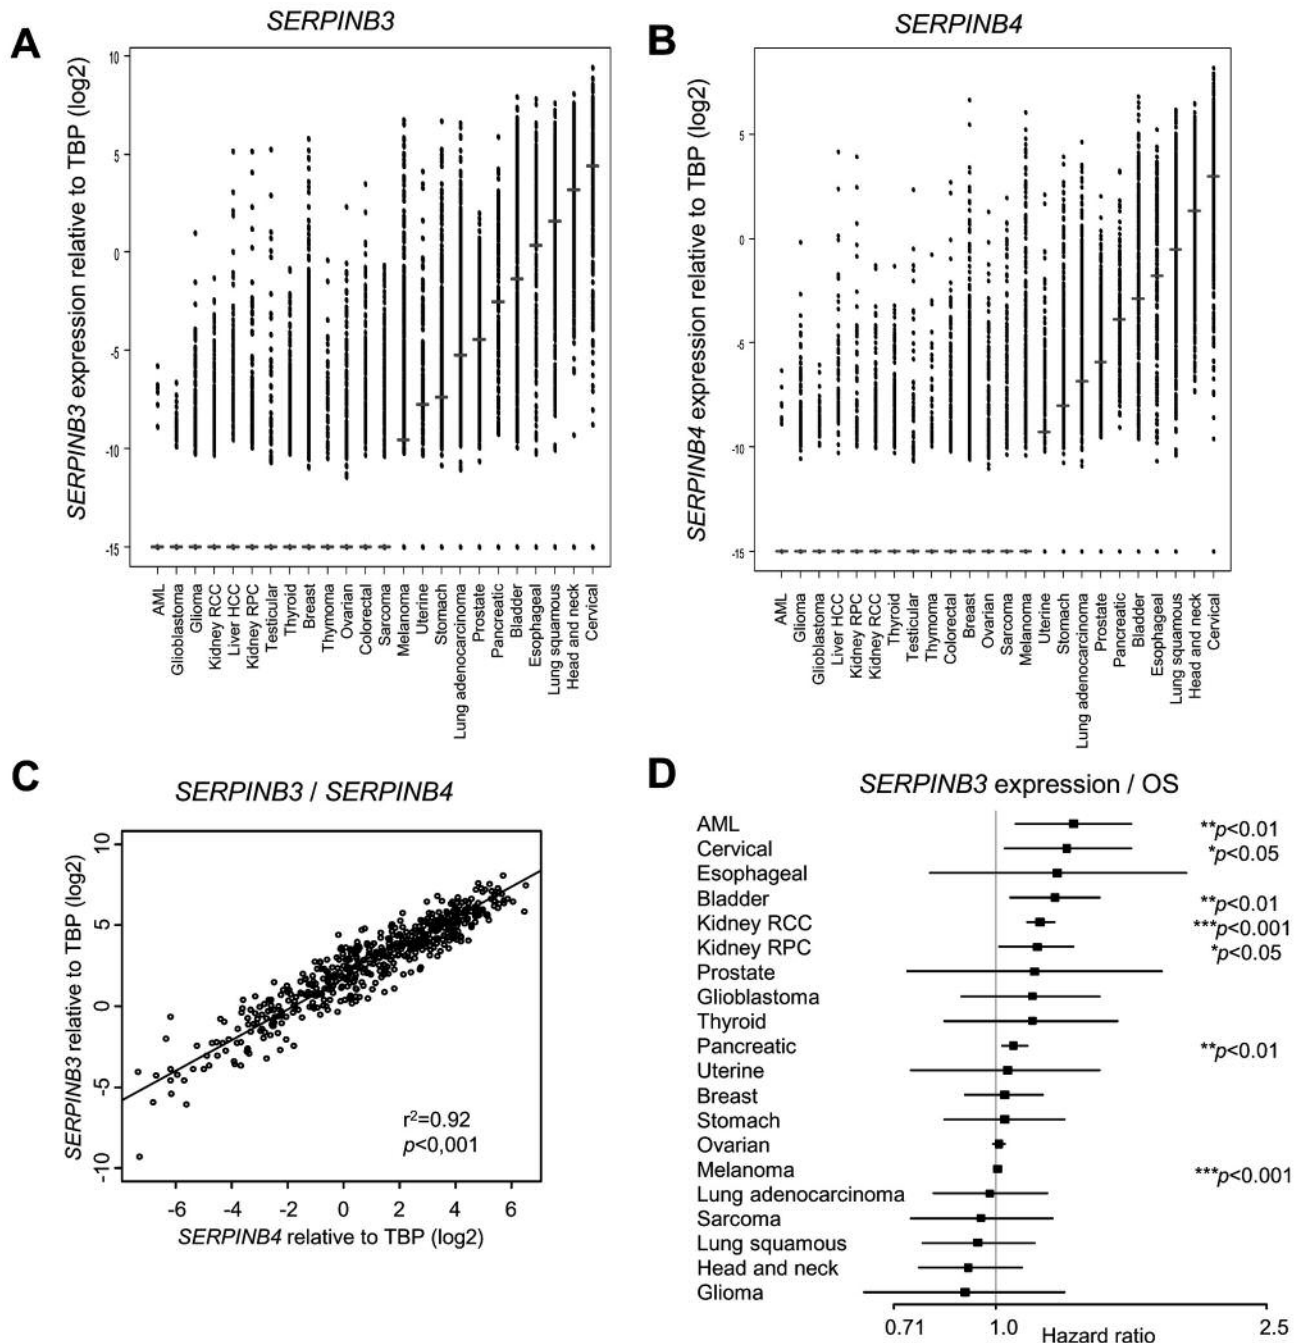 A
SERPINB3
SERPINB3 expression relative to TBP (log2)
10
5
0
-5
-10
-15
AML
Glioblastoma
Glioma
Kidney RCC
Liver HCC
Kidney RPC
Testicular
Thyroid
Breast
Thymoma
Ovarian
Colorectal
Sarcoma
Melanoma
Uterine
Stomach
Lung adenocarcinoma
Prostate
Pancreatic
Bladder
Esophageal
Lung squamous
Head and neck
Cervical
B
SERPINB4
SERPINB4 expression relative to TBP (log2)
5
0
-5
-10
-15
AML
Glioma
Glioblastoma
Liver HCC
Kidney RPC
Kidney RCC
Thyroid
Testicular
Thymoma
Colorectal
Breast
Ovarian
Sarcoma
Melanoma
Uterine
Stomach
Lung adenocarcinoma
Prostate
Pancreatic
Bladder
Esophageal
Lung squamous
Head and neck
Cervical
C
SERPINB3 / SERPINB4
SERPINB3 relative to TBP (log2)
10
5
0
-5
-10
r²=0.92
p<0,001
-6 -4 -2 0 2 4 6
SERPINB4 relative to TBP (log2)
D
SERPINB3 expression / OS
AML **p<0.01
Cervical *p<0.05
Esophageal
Bladder **p<0.01
Kidney RCC ***p<0.001
Kidney RPC *p<0.05
Prostate
Glioblastoma
Thyroid
Pancreatic **p<0.01
Uterine
Breast
Stomach
Ovarian
Melanoma ***p<0.001
Lung adenocarcinoma
Sarcoma
Lung squamous
Head and neck
Glioma
0.71 1.0 2.5
Hazard ratio